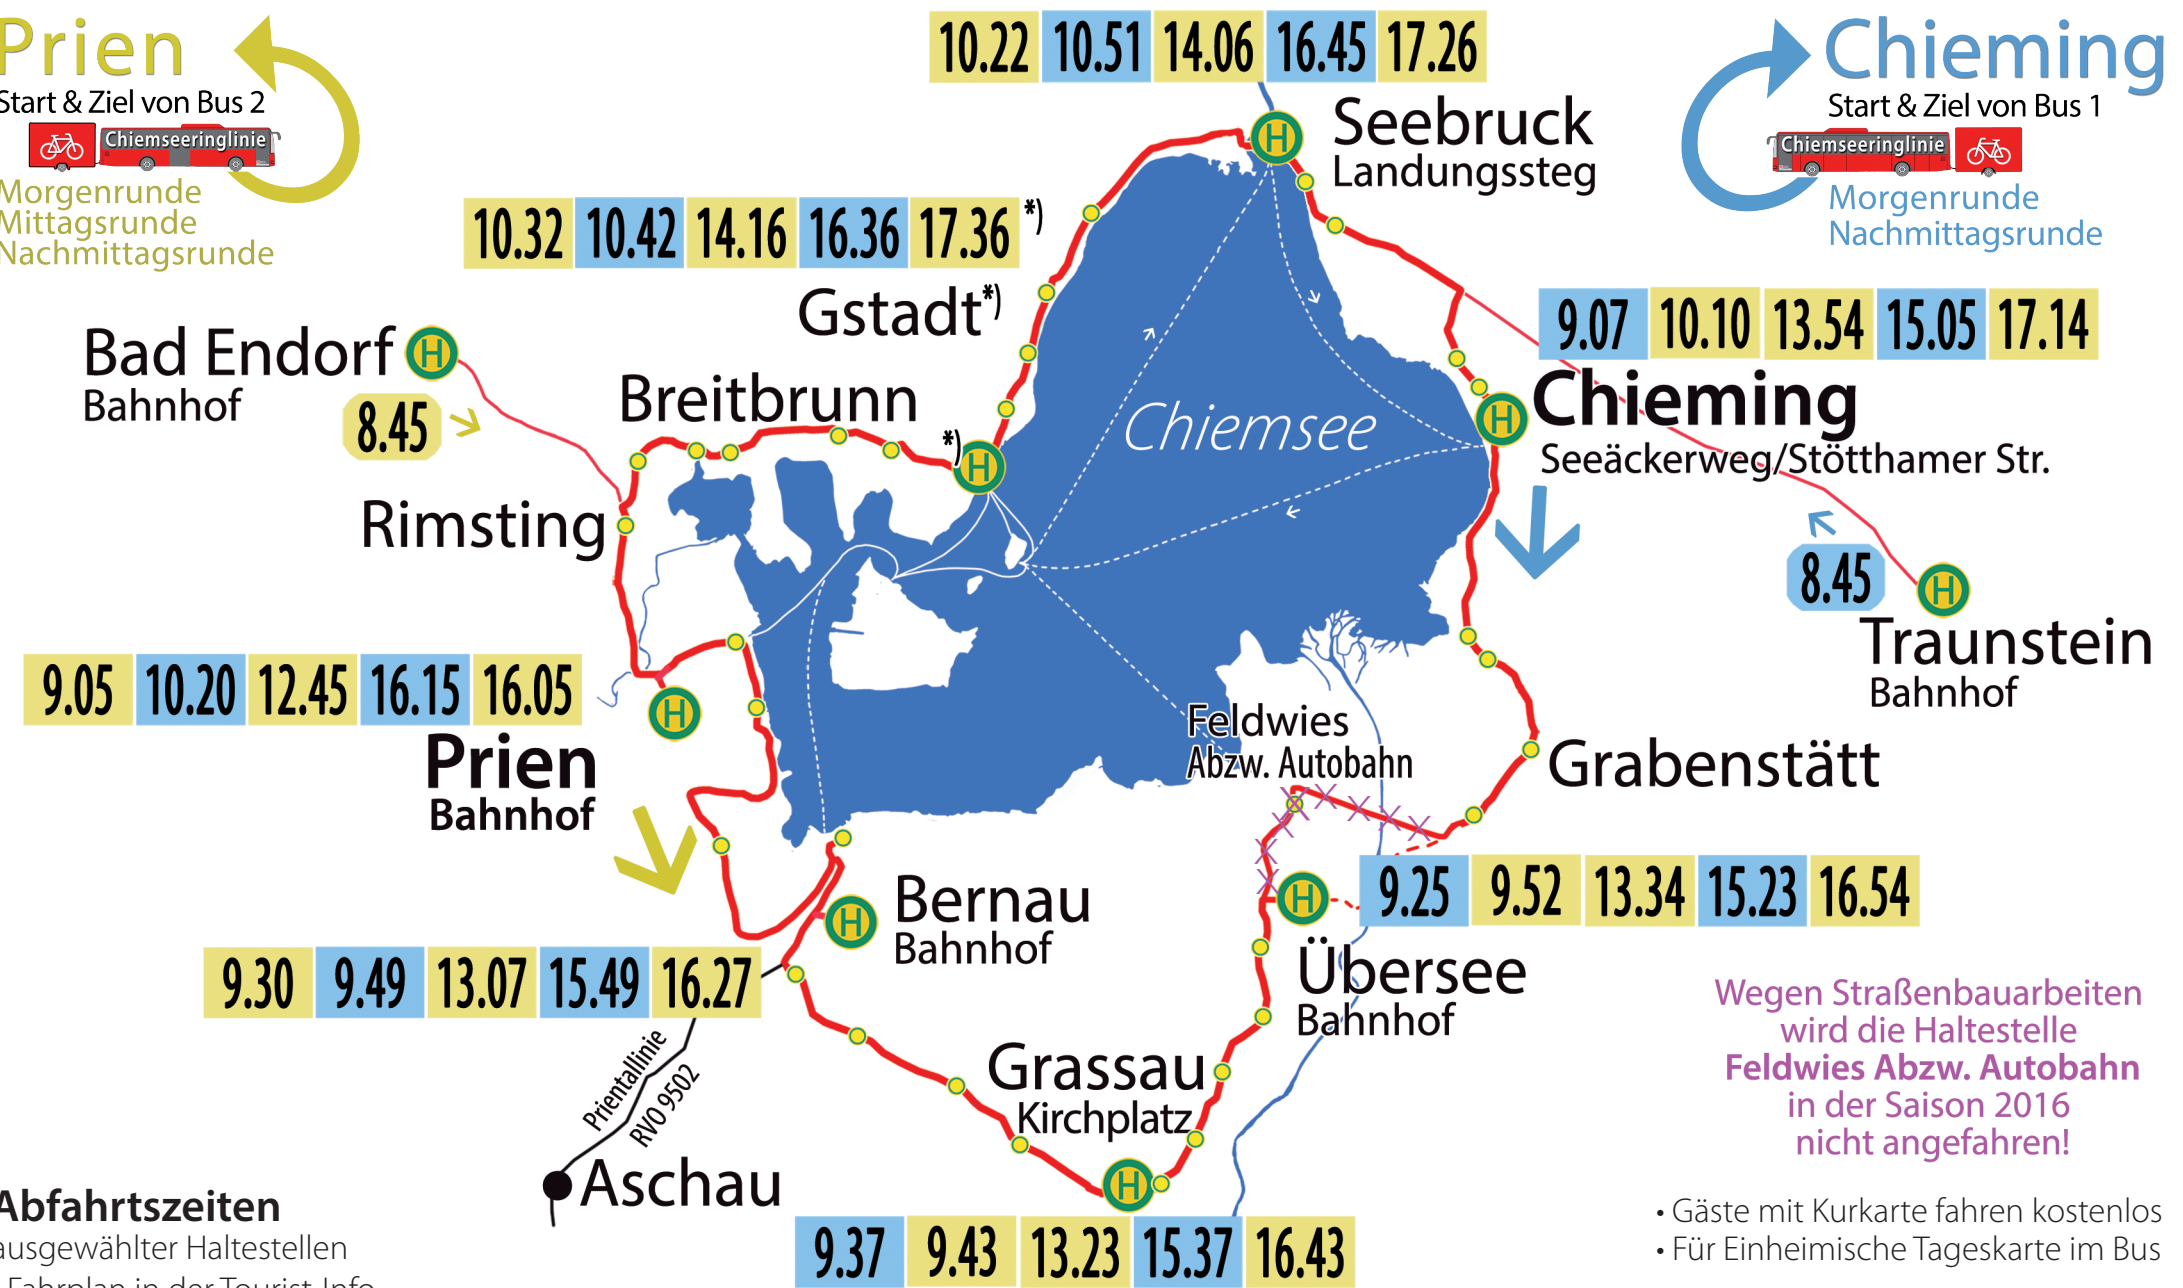 Prien
Start & Ziel von Bus 2
Chiemseeringlinie
Morgenrunde
Mittagsrunde
Nachmittagsrunde
10.22 10.51 14.06 16.45 17.26
Seebruck
Landungssteg
Chieming
Start & Ziel von Bus 1
Chiemseeringlinie
Morgenrunde
Nachmittagsrunde
10.32 10.42 14.16 16.36 17.36 *)
Gstadt*)
Bad Endorf
Bahnhof
8.45
Breitbrunn
*)
Chiemsee
9.07 10.10 13.54 15.05 17.14
Chieming
Seeäckerweg/Stötthamer Str.
Rimsting
8.45
Traunstein
Bahnhof
9.05 10.20 12.45 16.15 16.05
Prien
Bahnhof
Feldwies
Abzw. Autobahn
Grabenstätt
Bernau
Bahnhof
9.25 9.52 13.34 15.23 16.54
Übersee
Bahnhof
9.30 9.49 13.07 15.49 16.27
Prientallinie
RVO 9502
Aschau
Grassau
Kirchplatz
9.37 9.43 13.23 15.37 16.43
Wegen Straßenbauarbeiten
wird die Haltestelle
Feldwies Abzw. Autobahn
in der Saison 2016
nicht angefahren!
Abfahrtszeiten
ausgewählter Haltestellen
Fahrplan in der Tourist-Info
• Gäste mit Kurkarte fahren kostenlos
• Für Einheimische Tageskarte im Bus
H
H
H
H
H
H
H
H
H